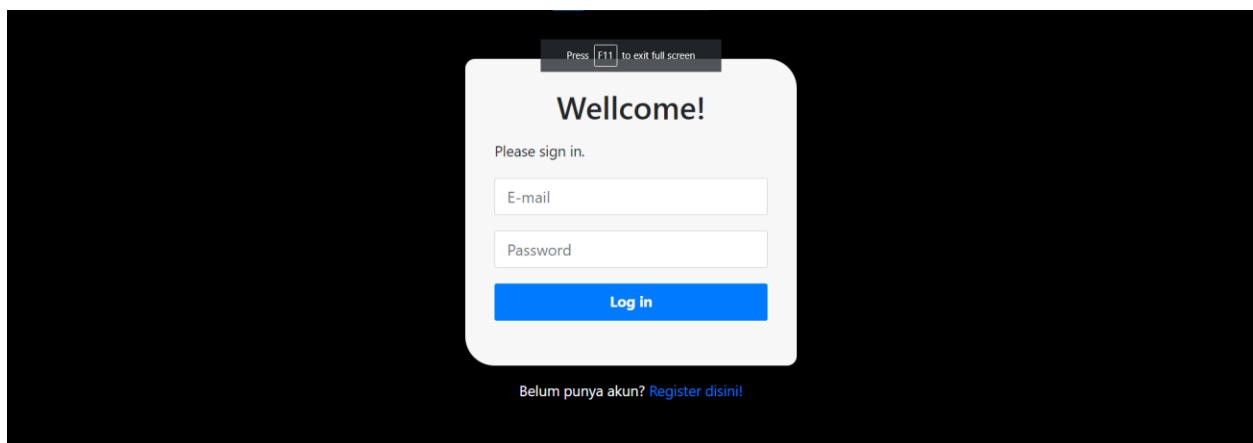 Press F11 to exit full screen
Wellcome!
Please sign in.
E-mail
Password
Log in
Belum punya akun? Register disini!